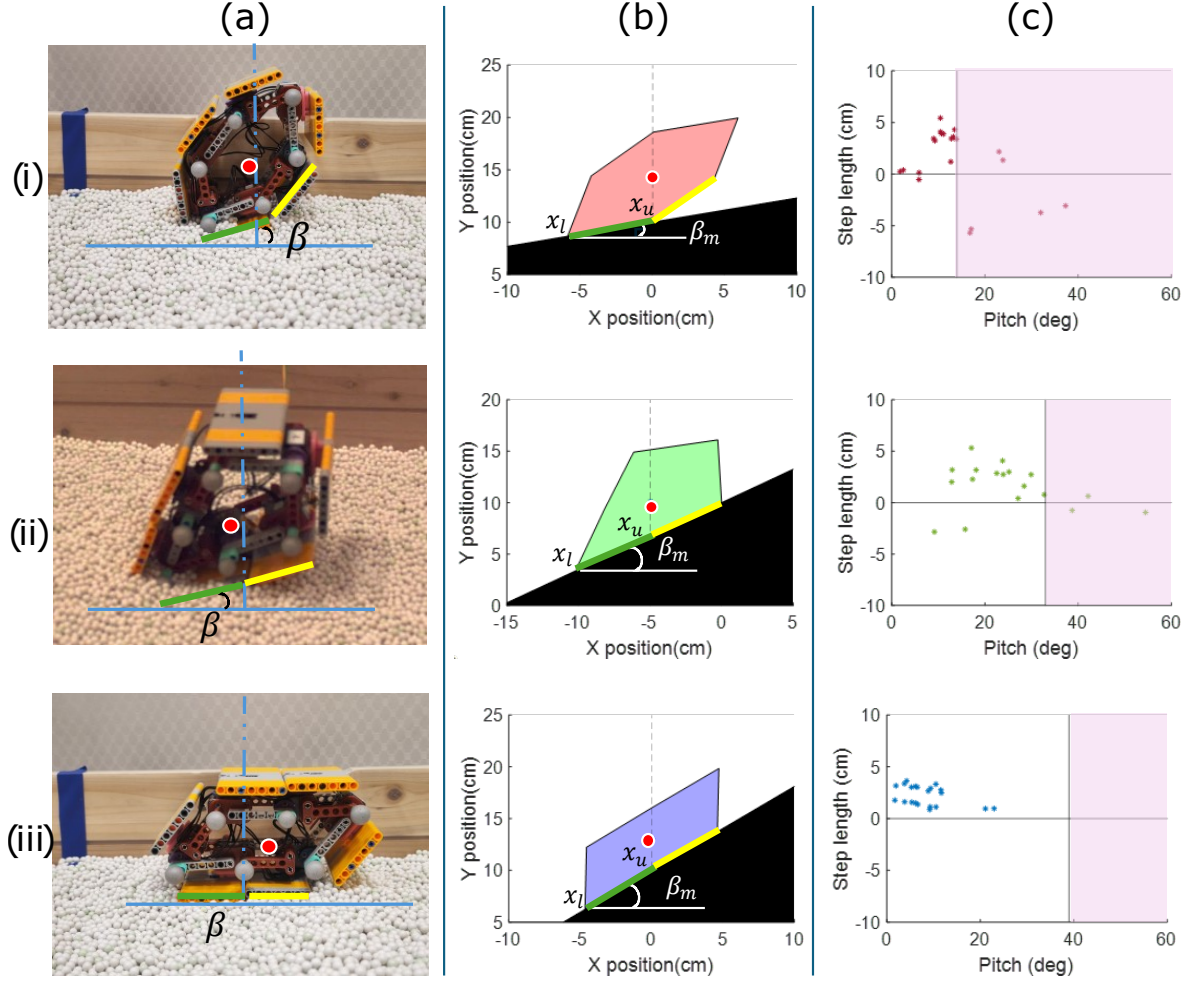 (a)
(b)
(c)
(i)
β
25
20
15
10
5
Y position(cm)
x_l
x_u
β_m
-10
-5
0
5
10
X position(cm)
10
5
0
-5
-10
Step length (cm)
0
20
40
60
Pitch (deg)
(ii)
β
20
15
10
5
0
Y position(cm)
x_l
x_u
β_m
-15
-10
-5
0
5
X position(cm)
10
5
0
-5
-10
Step length (cm)
0
20
40
60
Pitch (deg)
(iii)
β
25
20
15
10
5
Y position(cm)
x_l
x_u
β_m
-10
-5
0
5
10
X position(cm)
10
5
0
-5
-10
Step length (cm)
0
20
40
60
Pitch (deg)